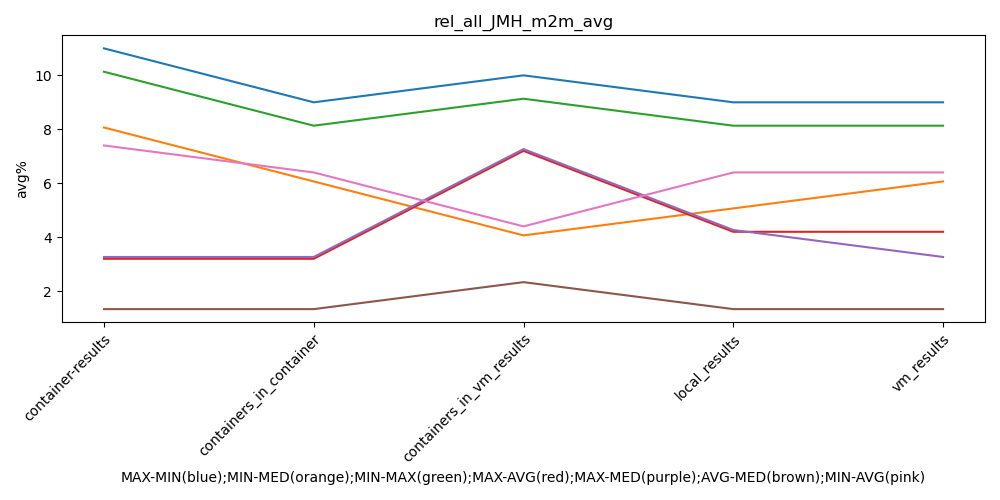 rel_all_JMH_m2m_avg
avg%
10
8
6
4
2
container-results
containers_in_container
containers_in_vm_results
local_results
vm_results
MAX-MIN(blue);MIN-MED(orange);MIN-MAX(green);MAX-AVG(red);MAX-MED(purple);AVG-MED(brown);MIN-AVG(pink)